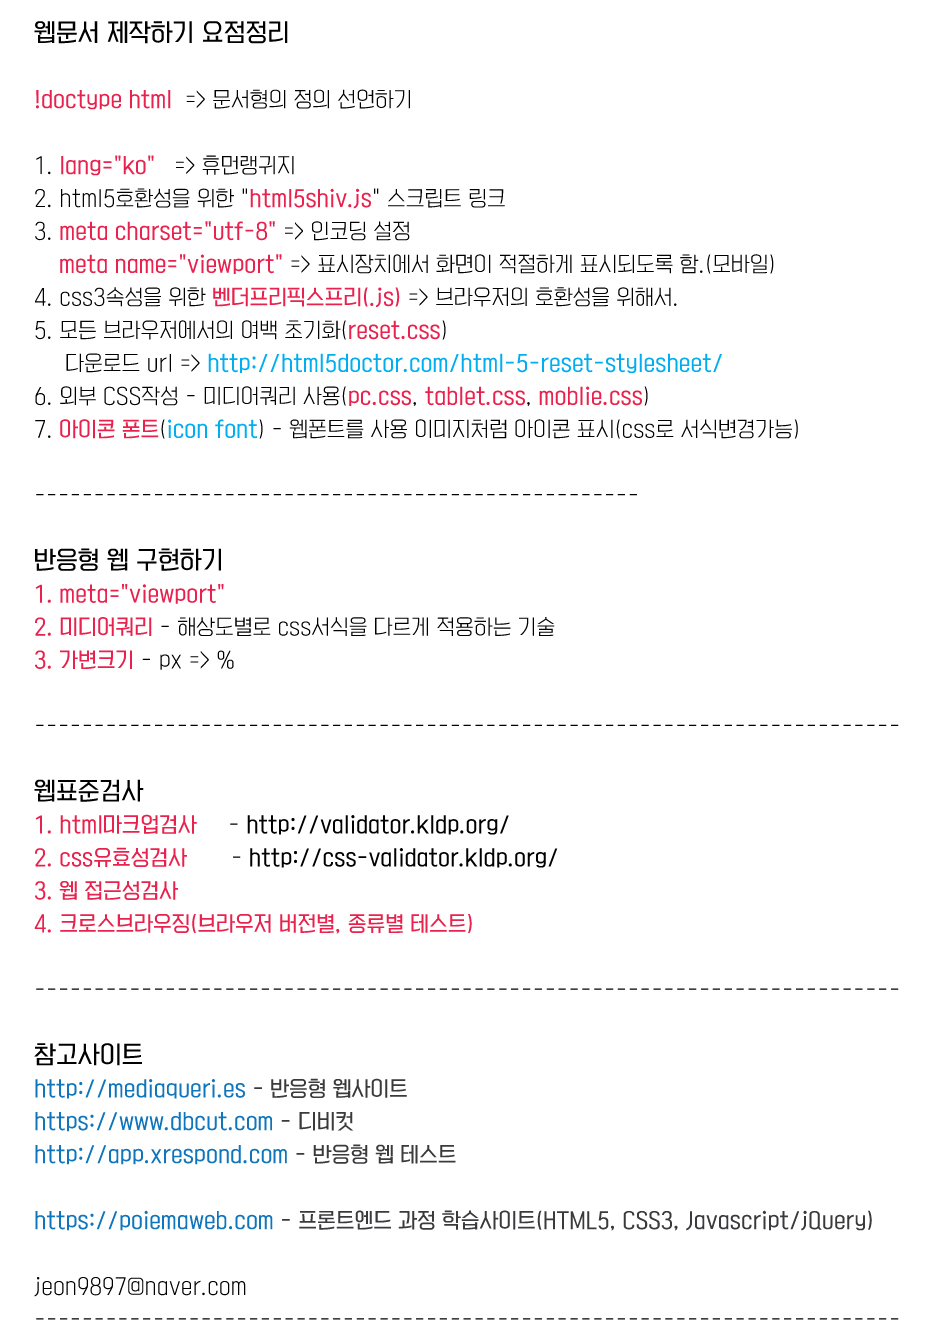 웹문서 제작하기 요점정리
!doctype html => 문서형의 정의 선언하기
1. lang="ko" => 휴먼랭귀지
2. html5호환성을 위한 "html5shiv.js" 스크립트 링크
3. meta charset="utf-8" => 인코딩 설정
meta name="viewport" => 표시장치에서 화면이 적절하게 표시되도록 함.(모바일)
4. css3속성을 위한 벤더프리픽스프리(.js) => 브라우저의 호환성을 위해서.
5. 모든 브라우저에서의 여백 초기화(reset.css)
다운로드 url => http://html5doctor.com/html-5-reset-stylesheet/
6. 외부 CSS작성 - 미디어쿼리 사용(pc.css, tablet.css, moblie.css)
7. 아이콘 폰트(icon font) - 웹폰트를 사용 이미지처럼 아이콘 표시(css로 서식변경가능)
---------------------------------------------------
반응형 웹 구현하기
1. meta="viewport"
2. 미디어쿼리 - 해상도별로 css서식을 다르게 적용하는 기술
3. 가변크기 - px => %
-------------------------------------------------------------------------
웹표준검사
1. html마크업검사 - http://validator.kldp.org/
2. css유효성검사 - http://css-validator.kldp.org/
3. 웹 접근성검사
4. 크로스브라우징(브라우저 버전별, 종류별 테스트)
-------------------------------------------------------------------------
참고사이트
http://mediaqueri.es - 반응형 웹사이트
https://www.dbcut.com - 디비컷
http://app.xrespond.com - 반응형 웹 테스트
https://poiemaweb.com - 프론트엔드 과정 학습사이트(HTML5, CSS3, Javascript/jQuery)
jeon9897@naver.com
-------------------------------------------------------------------------